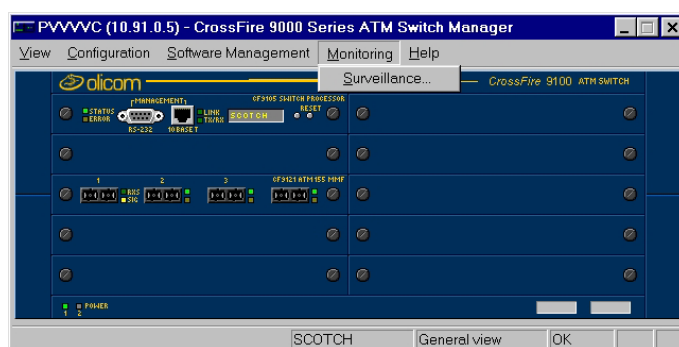 PVVVVC (10.91.0.5) - CrossFire 9000 Series ATM Switch Manager
View Configuration Software Management Monitoring Help
Surveillance...
olicom
CrossFire 9100 ATM SWITCH
MANAGEMENT
CF9105 SWITCH PROCESSOR
STATUS
ERROR
LINK
TX/RX
SCOTCH
RESET
RS-232 10BASET
1 2 3 CF9121 ATM 155 MMF
RXS
SIG
POWER
1 2
SCOTCH General view OK